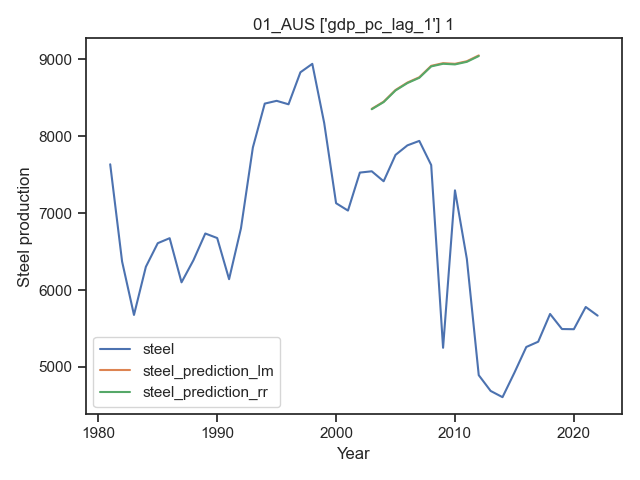 01_AUS ['gdp_pc_lag_1'] 1
9000
8000
7000
6000
5000
Steel production
steel
steel_prediction_lm
steel_prediction_rr
1980
1990
2000
2010
2020
Year